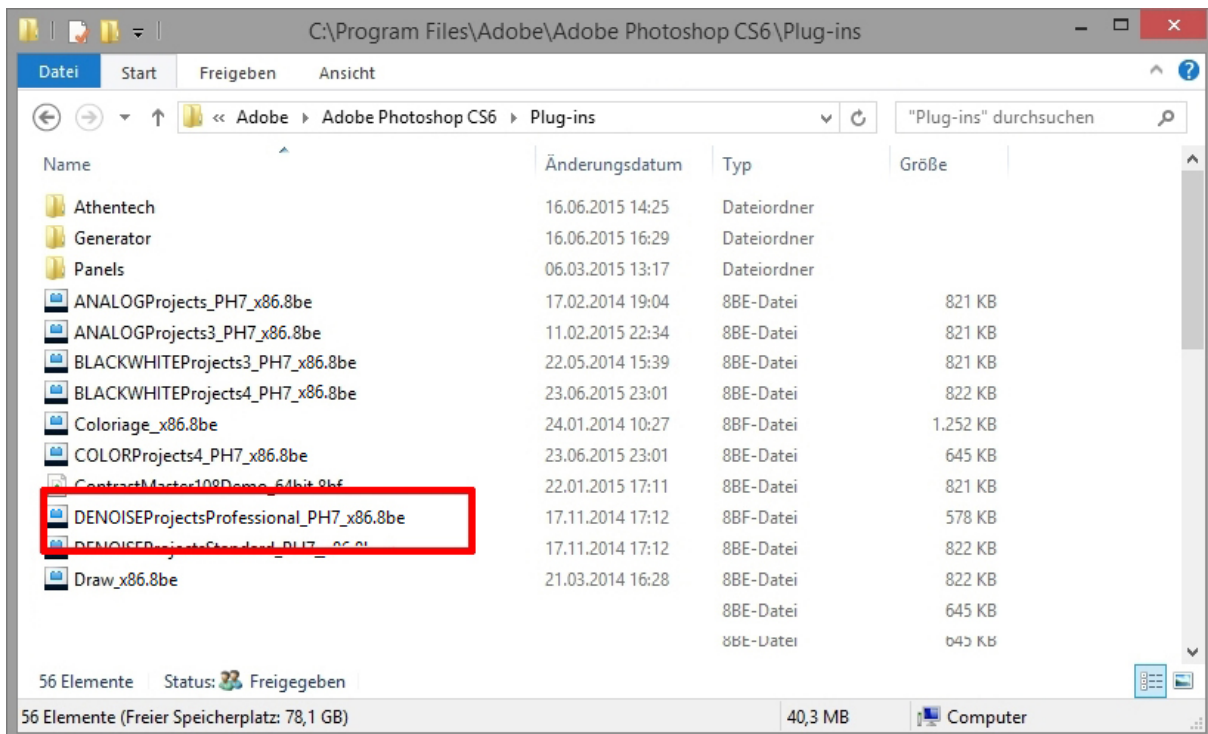 C:\Program Files\Adobe\Adobe Photoshop CS6\Plug-ins
Datei Start Freigeben Ansicht
« Adobe Adobe Photoshop CS6 Plug-ins "Plug-ins" durchsuchen
Name Änderungsdatum Typ Größe
Athentech 16.06.2015 14:25 Dateiordner
Generator 16.06.2015 16:29 Dateiordner
Panels 06.03.2015 13:17 Dateiordner
ANALOGProjects_PH7_x86.8be 17.02.2014 19:04 8BE-Datei 821 KB
ANALOGProjects3_PH7_x86.8be 11.02.2015 22:34 8BE-Datei 821 KB
BLACKWHITEProjects3_PH7_x86.8be 22.05.2014 15:39 8BE-Datei 821 KB
BLACKWHITEProjects4_PH7_x86.8be 23.06.2015 23:01 8BE-Datei 822 KB
Coloriage_x86.8be 24.01.2014 10:27 8BF-Datei 1.252 KB
COLORProjects4_PH7_x86.8be 23.06.2015 23:01 8BE-Datei 645 KB
ContrastMaster108Demo_64bit.8bf 22.01.2015 17:11 8BE-Datei 821 KB
DENOISEProjectsProfessional_PH7_x86.8be 17.11.2014 17:12 8BF-Datei 578 KB
DENOISEProjectsStandard_PH7_ 17.11.2014 17:12 8BE-Datei 822 KB
Draw_x86.8be 21.03.2014 16:28 8BE-Datei 822 KB
8BE-Datei 645 KB
8BE-Datei 645 KB
56 Elemente Status: Freigegeben
56 Elemente (Freier Speicherplatz: 78,1 GB) 40,3 MB Computer